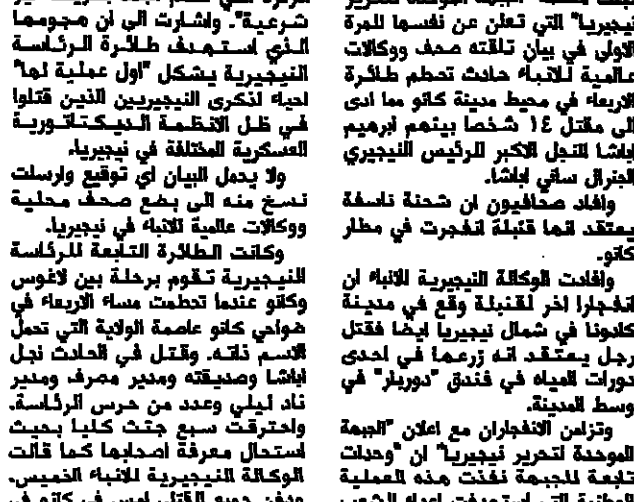 نيجيريا" التي تعلن عن نفسها للمرة
الاولى في بيان تلقته صحف ووكالات
عالمية للانباء حادث تحطم طائرة
الاربعاء في محيط مدينة كانو مما ادى
الى مقتل ١٤ شخصا بينهم ابرهيم
اباشا النجل الاكبر للرئيس النيجيري
الجنرال ساني اباشا.
وافاد صحافيون ان شحنة ناسفة
يعتقد انها قنبلة انفجرت في مطار
كانو.
وافادت الوكالة النيجيرية للانباء ان
انفجارا اخر لقنبلة وقع في مدينة
كادونا في شمال نيجيريا ايضا فقتل
رجل يعتقد انه زرعها في احدى
دورات المياه في فندق "دوربار" في
وسط المدينة.
وتزامن الانفجاران مع اعلان "الجبهة
الموحدة لتحرير نيجيريا" ان "وحدات
تابعة للجبهة نفذت هذه العملية
شرعية". واشارت الى ان هجومها
الذي استهدف طائرة الرئاسة
النيجيرية يشكل "اول عملية لها"
احياء لذكرى النيجيريين الذين قتلوا
في ظل الانظمة الديكتاتورية
العسكرية المختلفة في نيجيريا.
ولا يحمل البيان اي توقيع وارسلت
نسخ منه الى بضع صحف محلية
ووكالات عالمية للانباء في نيجيريا.
وكانت الطائرة التابعة للرئاسة
النيجيرية تقوم برحلة بين لاغوس
وكانو عندما تحطمت مساء الاربعاء في
ضواحي كانو عاصمة الولاية التي تحمل
الاسم ذاته. وقتل في الحادث نجل
اباشا وصديقته ومدير مصرف ومدير
ناد ليلي وعدد من حرس الرئاسة.
واحترقت سبع جثث كليا بحيث
استحال معرفة اصحابها كما قالت
الوكالة النيجيرية للانباء الخميس.